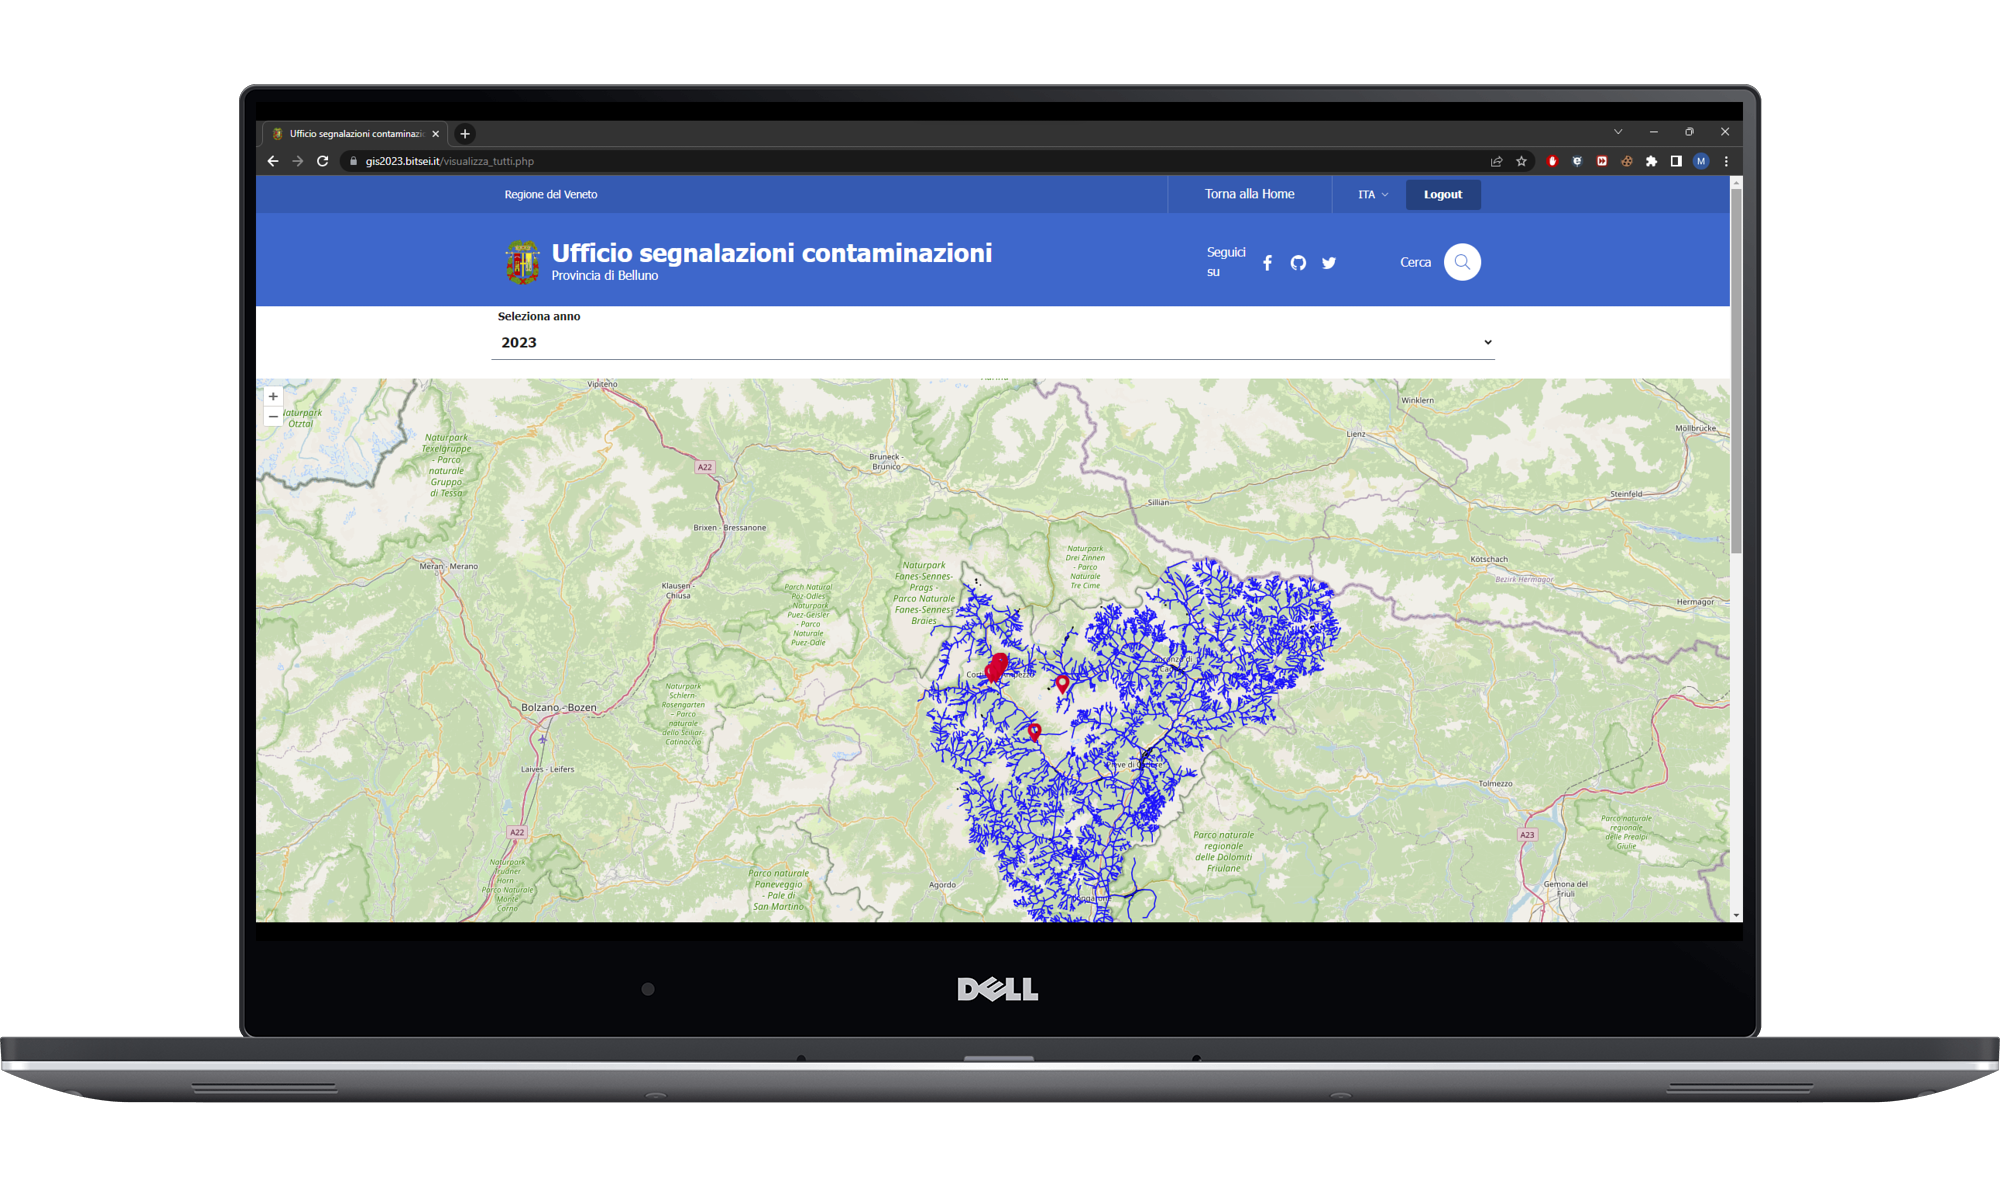 Ufficio segnalazioni contaminazio
gis2023.bitsei.it/visualizza_tutti.php
M
Regione del Veneto
Torna alla Home
ITA
Logout
Ufficio segnalazioni contaminazioni
Provincia di Belluno
Seguici
su
Cerca
Seleziona anno
2023
+
−
Vipiteno
Winklern
Naturpark
Ötztal
Lienz
Möllbrücke
Naturpark
Texelgruppe
- Parco
naturale
Gruppo
di Tessa
A22
Bruneck -
Brunico
Sillian
Steinfeld
Brixen - Bressanone
Meran - Merano
Naturpark
Drei Zinnen
- Parco
Naturale
Tre Cime
Kötschach
Bezirk Hermagor
Hermagor
Klausen -
Chiusa
Parch Natural
Pöz-Odles -
Naturpark
Puez-Geisler
- Parco
Naturale
Puez-Odle
Naturpark
Fanes-Sennes-
Prags -
Parco Naturale
Fanes-Sennes-
Braies
Bolzano - Bozen
Naturpark
Schlern-
Rosengarten
- Parco
naturale
dello Sciliar-
Catinaccio
Laives - Leifers
Pieve di
Tolmezzo
A22
A23
Parco naturale
regionale
delle Dolomiti
Friulane
Parco naturale
regionale
delle Prealpi
Giulie
Naturpark
Trudner
Horn -
Parco Naturale
Monte
Corno
Parco naturale
Paneveggio
- Pale di
San Martino
Agordo
Gemona del
Friuli
DELL